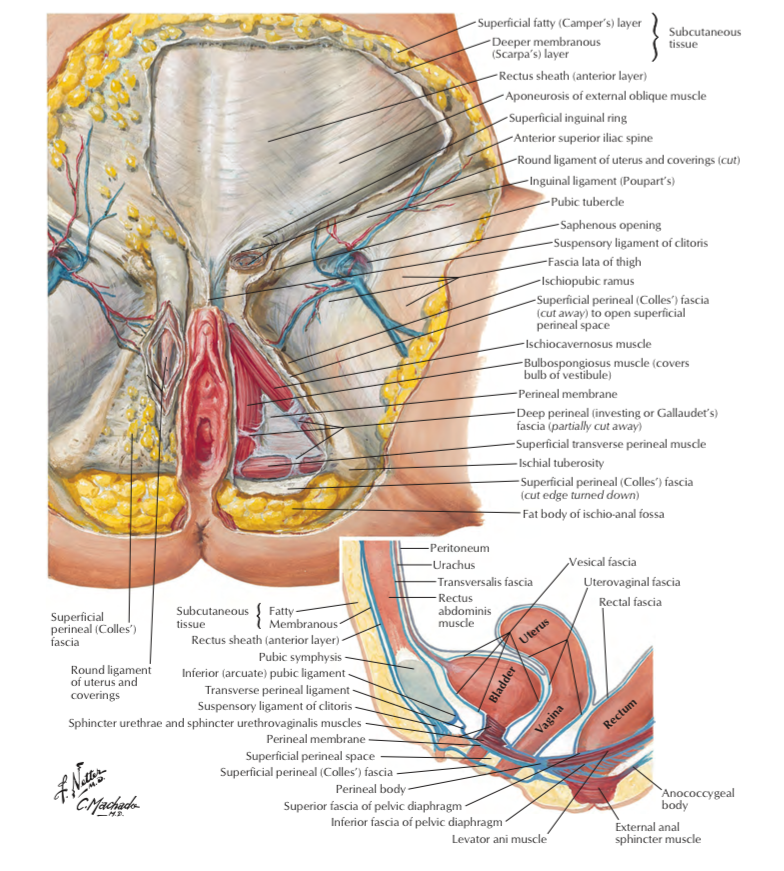 Superficial fatty (Camper's) layer
Subcutaneous
tissue
Deeper membranous
(Scarpa's) layer
Rectus sheath (anterior layer)
Aponeurosis of external oblique muscle
Superficial inguinal ring
Anterior superior iliac spine
Round ligament of uterus and coverings (cut)
Inguinal ligament (Poupart's)
Pubic tubercle
Saphenous opening
Suspensory ligament of clitoris
Fascia lata of thigh
Ischiopubic ramus
Superficial perineal (Colles') fascia
(cut away) to open superficial
perineal space
Ischiocavernosus muscle
Bulbospongiosus muscle (covers
bulb of vestibule)
Perineal membrane
Deep perineal (investing or Gallaudet's)
fascia (partially cut away)
Superficial transverse perineal muscle
Ischial tuberosity
Superficial perineal (Colles') fascia
(cut edge turned down)
Fat body of ischio-anal fossa
Superficial
perineal (Colles')
fascia
Round ligament
of uterus and
coverings
Peritoneum
Urachus
Transversalis fascia
Rectus
abdominis
muscle
Vesical fascia
Uterovaginal fascia
Rectal fascia
Subcutaneous
tissue
Fatty
Membranous
Rectus sheath (anterior layer)
Pubic symphysis
Inferior (arcuate) pubic ligament
Transverse perineal ligament
Suspensory ligament of clitoris
Sphincter urethrae and sphincter urethrovaginalis muscles
Perineal membrane
Superficial perineal space
Superficial perineal (Colles') fascia
Perineal body
Superior fascia of pelvic diaphragm
Inferior fascia of pelvic diaphragm
Levator ani muscle
Uterus
Bladder
Vagina
Rectum
Anococcygeal
body
External anal
sphincter muscle
F. Netter
M.D.
C. Machado
M.D.